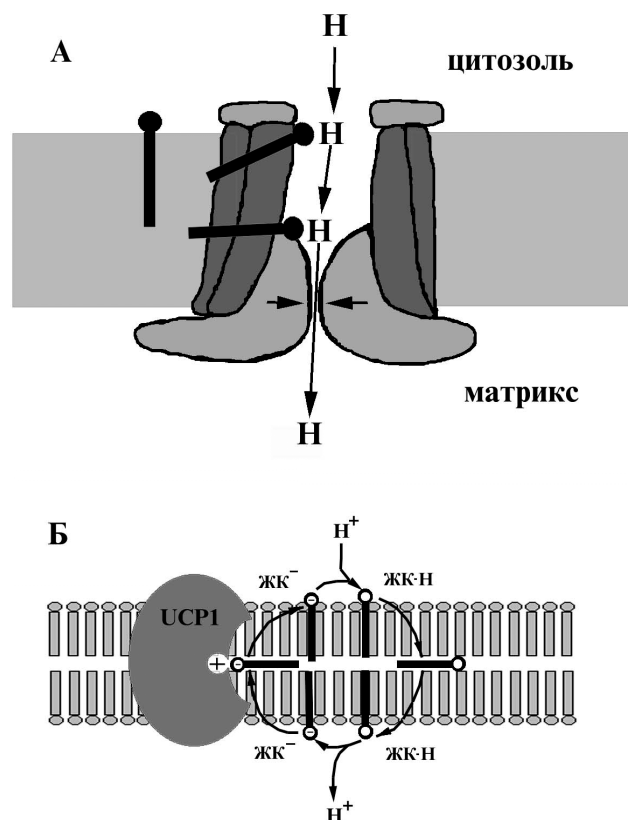 H
А
цитозоль
H
H
матрикс
H
Б
H+
ЖК− ЖК·Н
UCP1
+ − −
− ЖК− ЖК·Н
H+